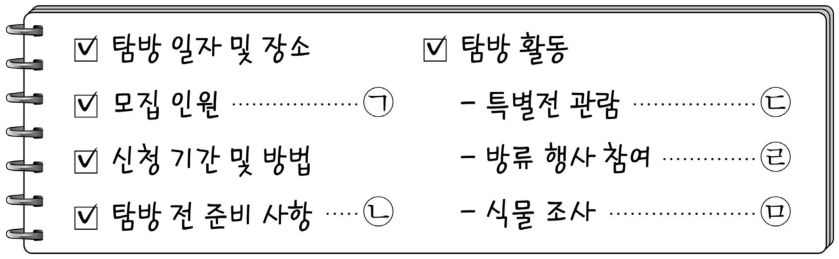 ☑ 탐방 일자 및 장소
☑ 모집 인원 ㉠
☑ 신청 기간 및 방법
☑ 탐방 전 준비 사항 ㉡
☑ 탐방 활동
- 특별전 관람 ㉢
- 방류 행사 참여 ㉣
- 식물 조사 ㉤